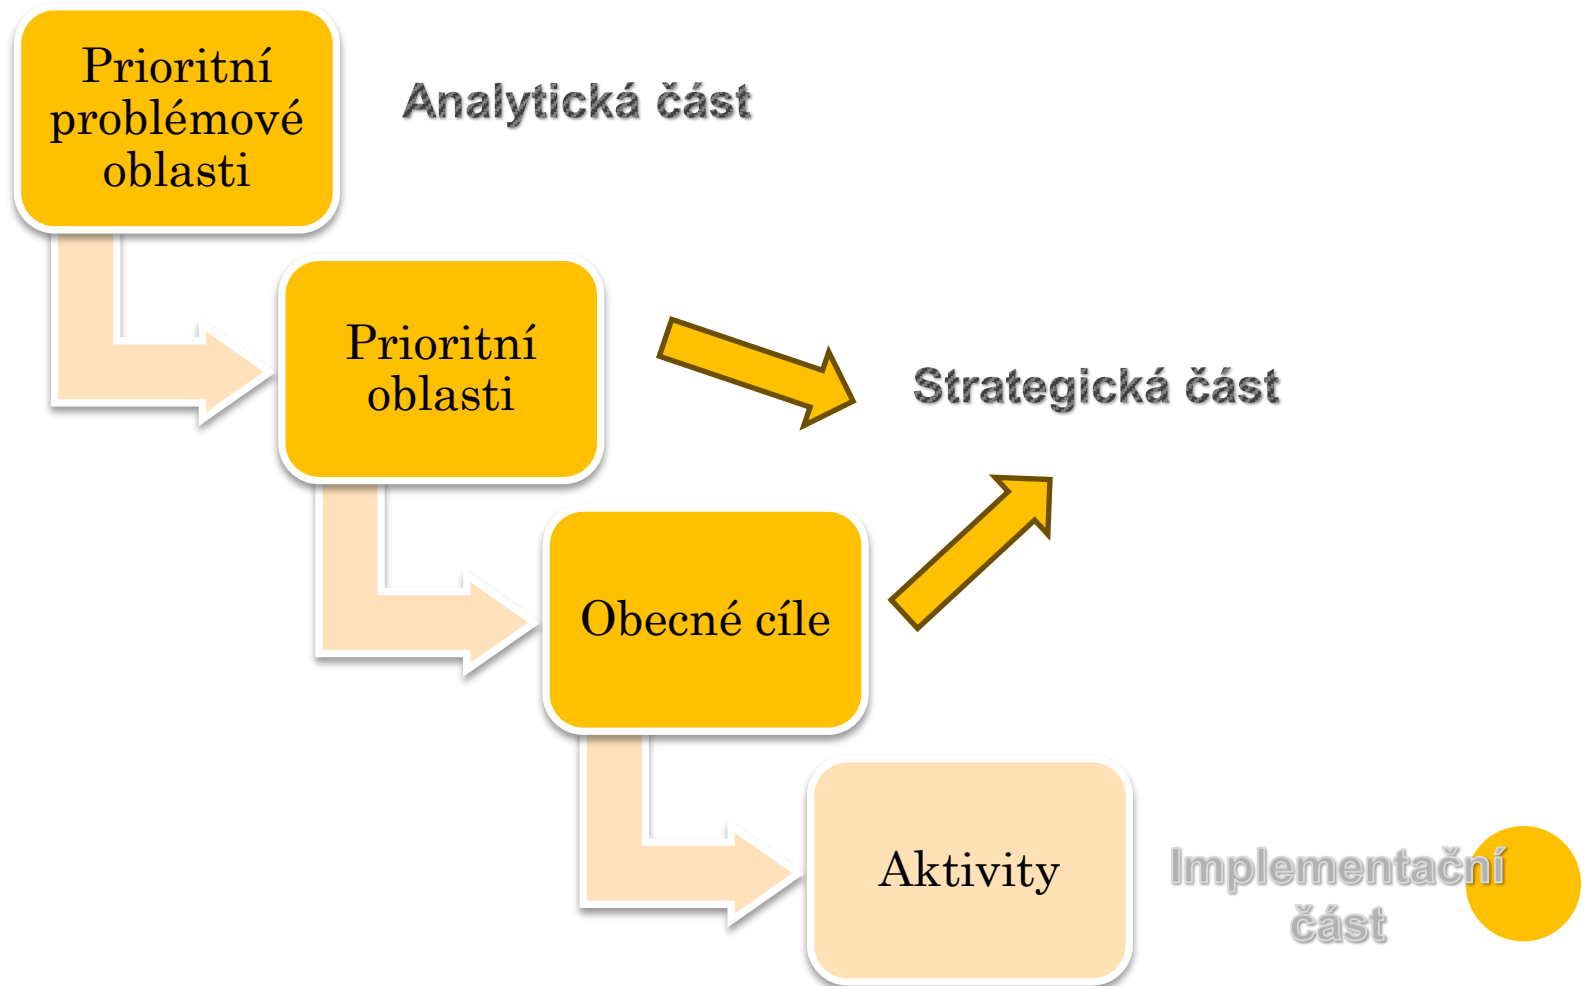 Prioritní
problémové
oblasti
Analytická část
Prioritní
oblasti
Strategická část
Obecné cíle
Aktivity
Implementační
část